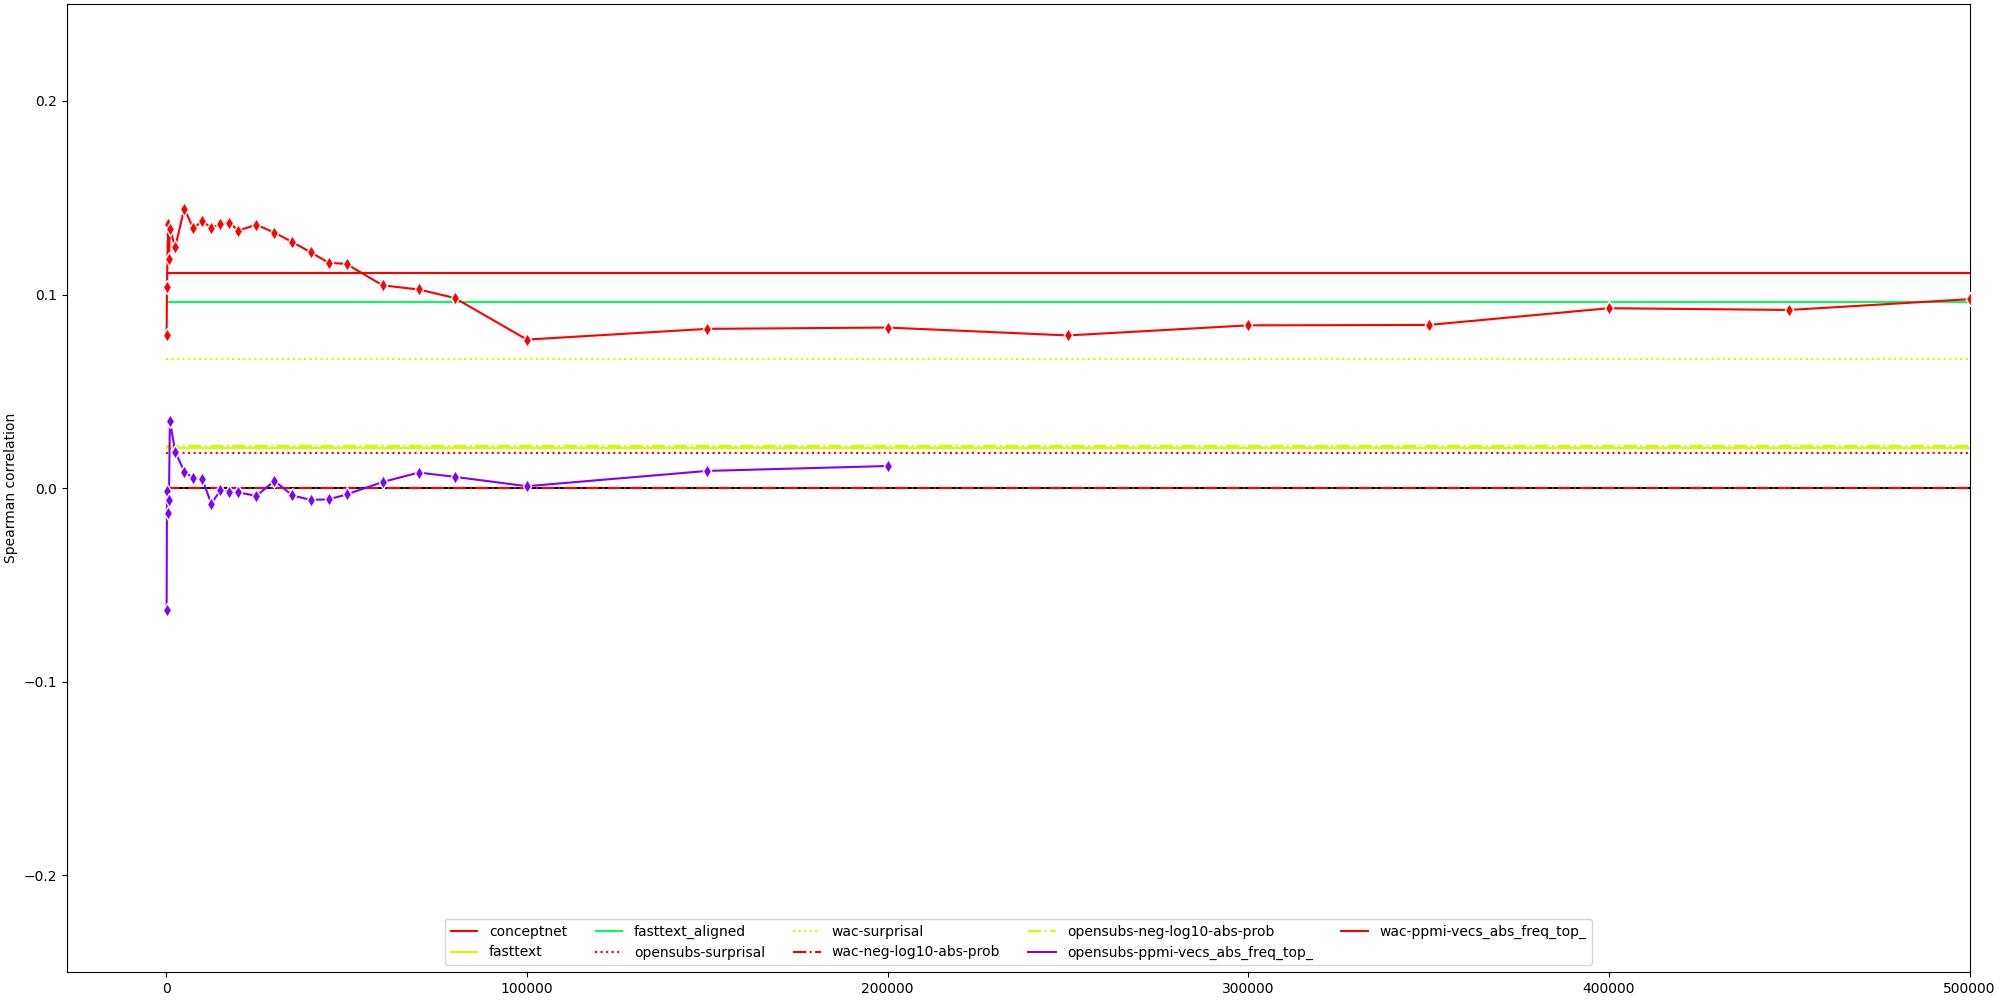 Spearman correlation
0.2
0.1
0.0
−0.1
−0.2
0
100000
200000
300000
400000
500000
conceptnet
fasttext
fasttext_aligned
opensubs-surprisal
wac-surprisal
wac-neg-log10-abs-prob
opensubs-neg-log10-abs-prob
opensubs-ppmi-vecs_abs_freq_top_
wac-ppmi-vecs_abs_freq_top_